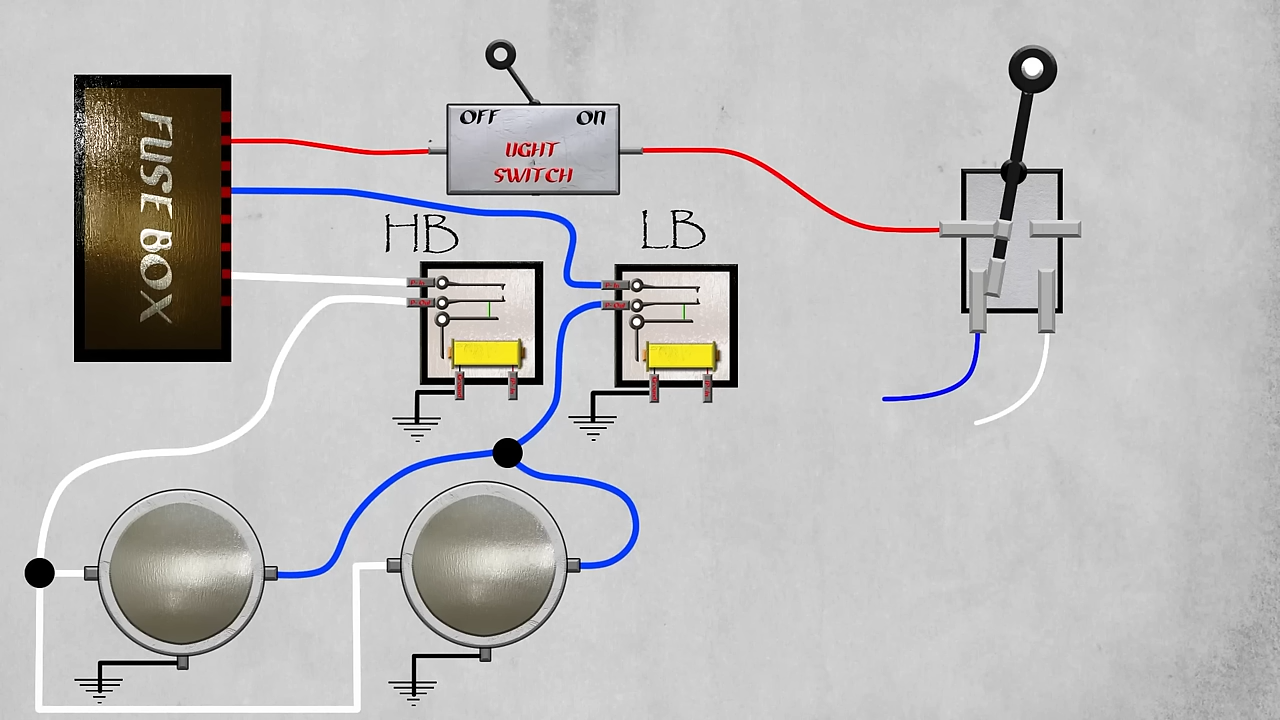 FUSE BOX
OFF ON
LIGHT
SWITCH
HB
LB